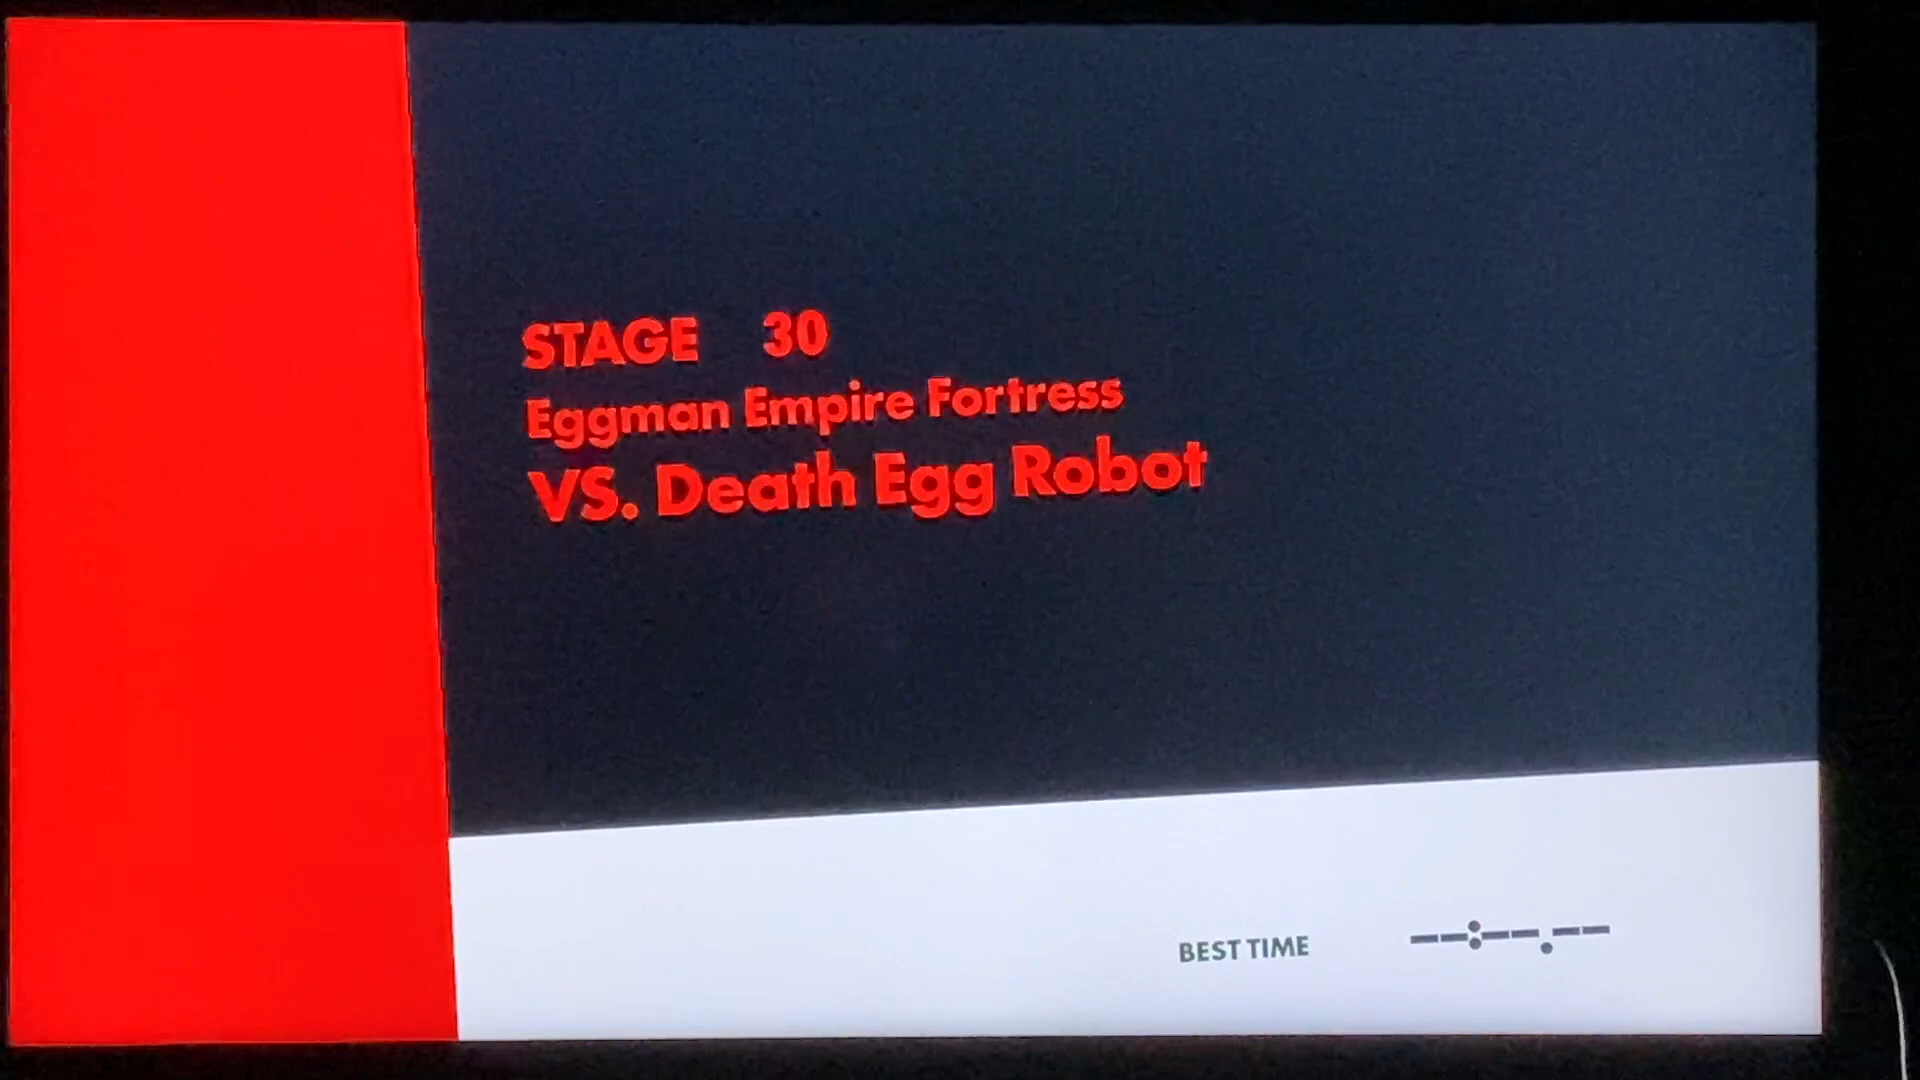 STAGE 30
Eggman Empire Fortress
VS. Death Egg Robot
BEST TIME --:--.--